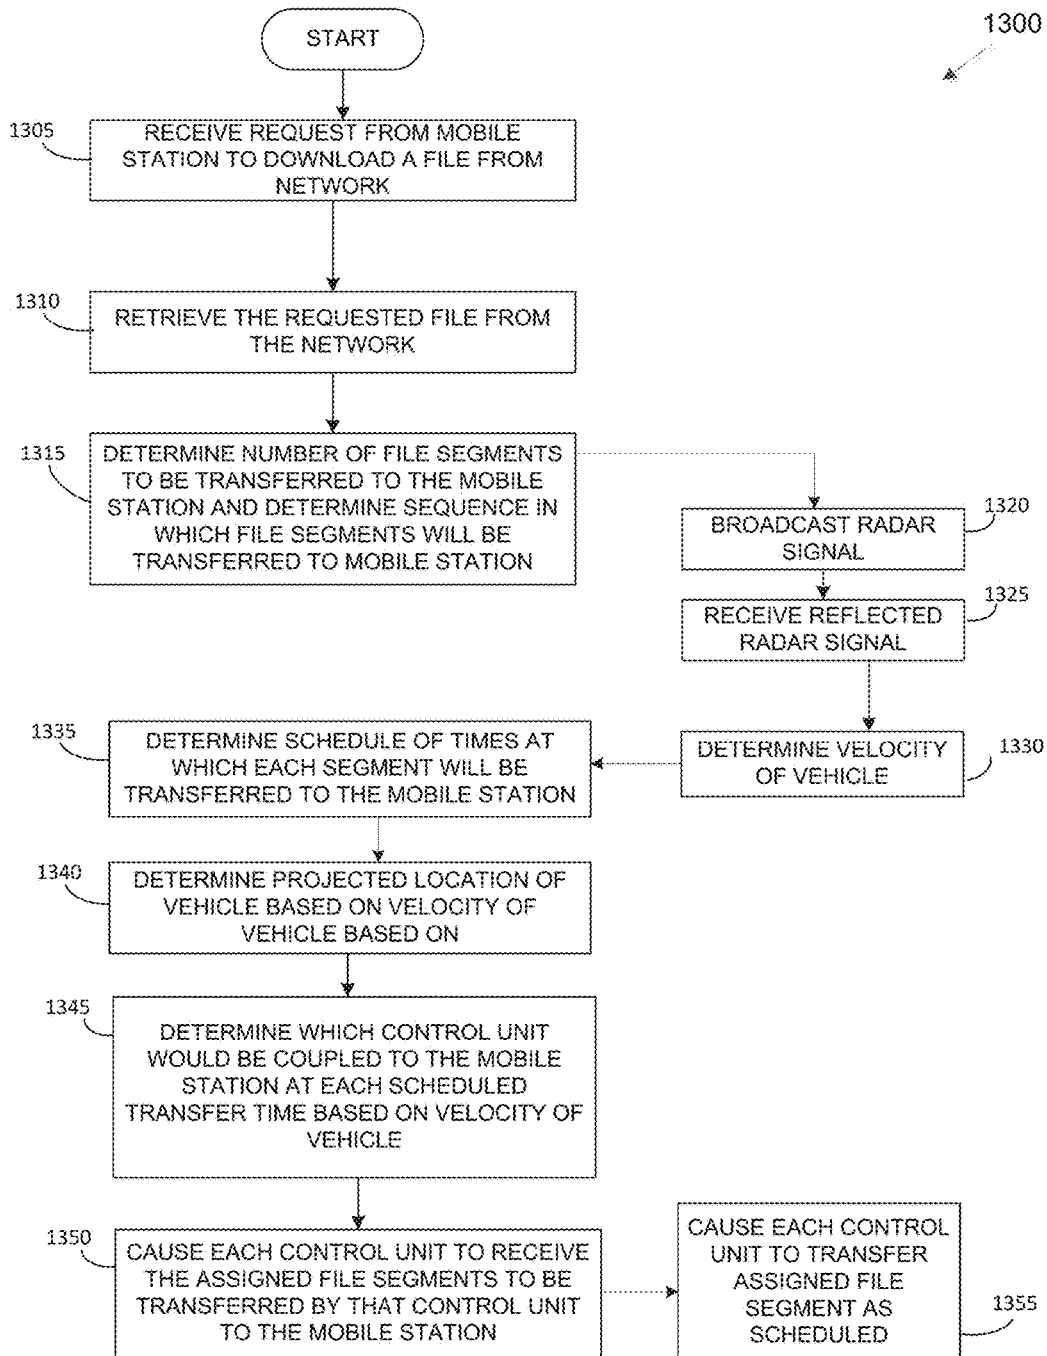 START
1300
1305
RECEIVE REQUEST FROM MOBILE
STATION TO DOWNLOAD A FILE FROM
NETWORK
1310
RETRIEVE THE REQUESTED FILE FROM
THE NETWORK
1315
DETERMINE NUMBER OF FILE SEGMENTS
TO BE TRANSFERRED TO THE MOBILE
STATION AND DETERMINE SEQUENCE IN
WHICH FILE SEGMENTS WILL BE
TRANSFERRED TO MOBILE STATION
1320
BROADCAST RADAR
SIGNAL
1325
RECEIVE REFLECTED
RADAR SIGNAL
1330
DETERMINE VELOCITY
OF VEHICLE
1335
DETERMINE SCHEDULE OF TIMES AT
WHICH EACH SEGMENT WILL BE
TRANSFERRED TO THE MOBILE STATION
1340
DETERMINE PROJECTED LOCATION OF
VEHICLE BASED ON VELOCITY OF
VEHICLE BASED ON
1345
DETERMINE WHICH CONTROL UNIT
WOULD BE COUPLED TO THE MOBILE
STATION AT EACH SCHEDULED
TRANSFER TIME BASED ON VELOCITY OF
VEHICLE
1350
CAUSE EACH CONTROL UNIT TO RECEIVE
THE ASSIGNED FILE SEGMENTS TO BE
TRANSFERRED BY THAT CONTROL UNIT
TO THE MOBILE STATION
CAUSE EACH CONTROL
UNIT TO TRANSFER
ASSIGNED FILE
SEGMENT AS
SCHEDULED
1355